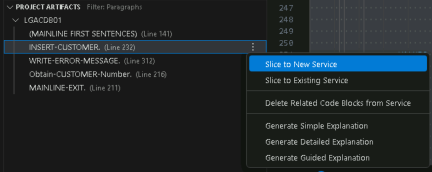 PROJECT ARTIFACTS Filter: Paragraphs
LGACDB01
(MAINLINE FIRST SENTENCES) (Line 141)
INSERT-CUSTOMER. (Line 232)
WRITE-ERROR-MESSAGE. (Line 312)
Obtain-CUSTOMER-Number. (Line 216)
MAINLINE-EXIT. (Line 211)
247
248
249
250
Slice to New Service
Slice to Existing Service
Delete Related Code Blocks from Service
Generate Simple Explanation
Generate Detailed Explanation
Generate Guided Explanation